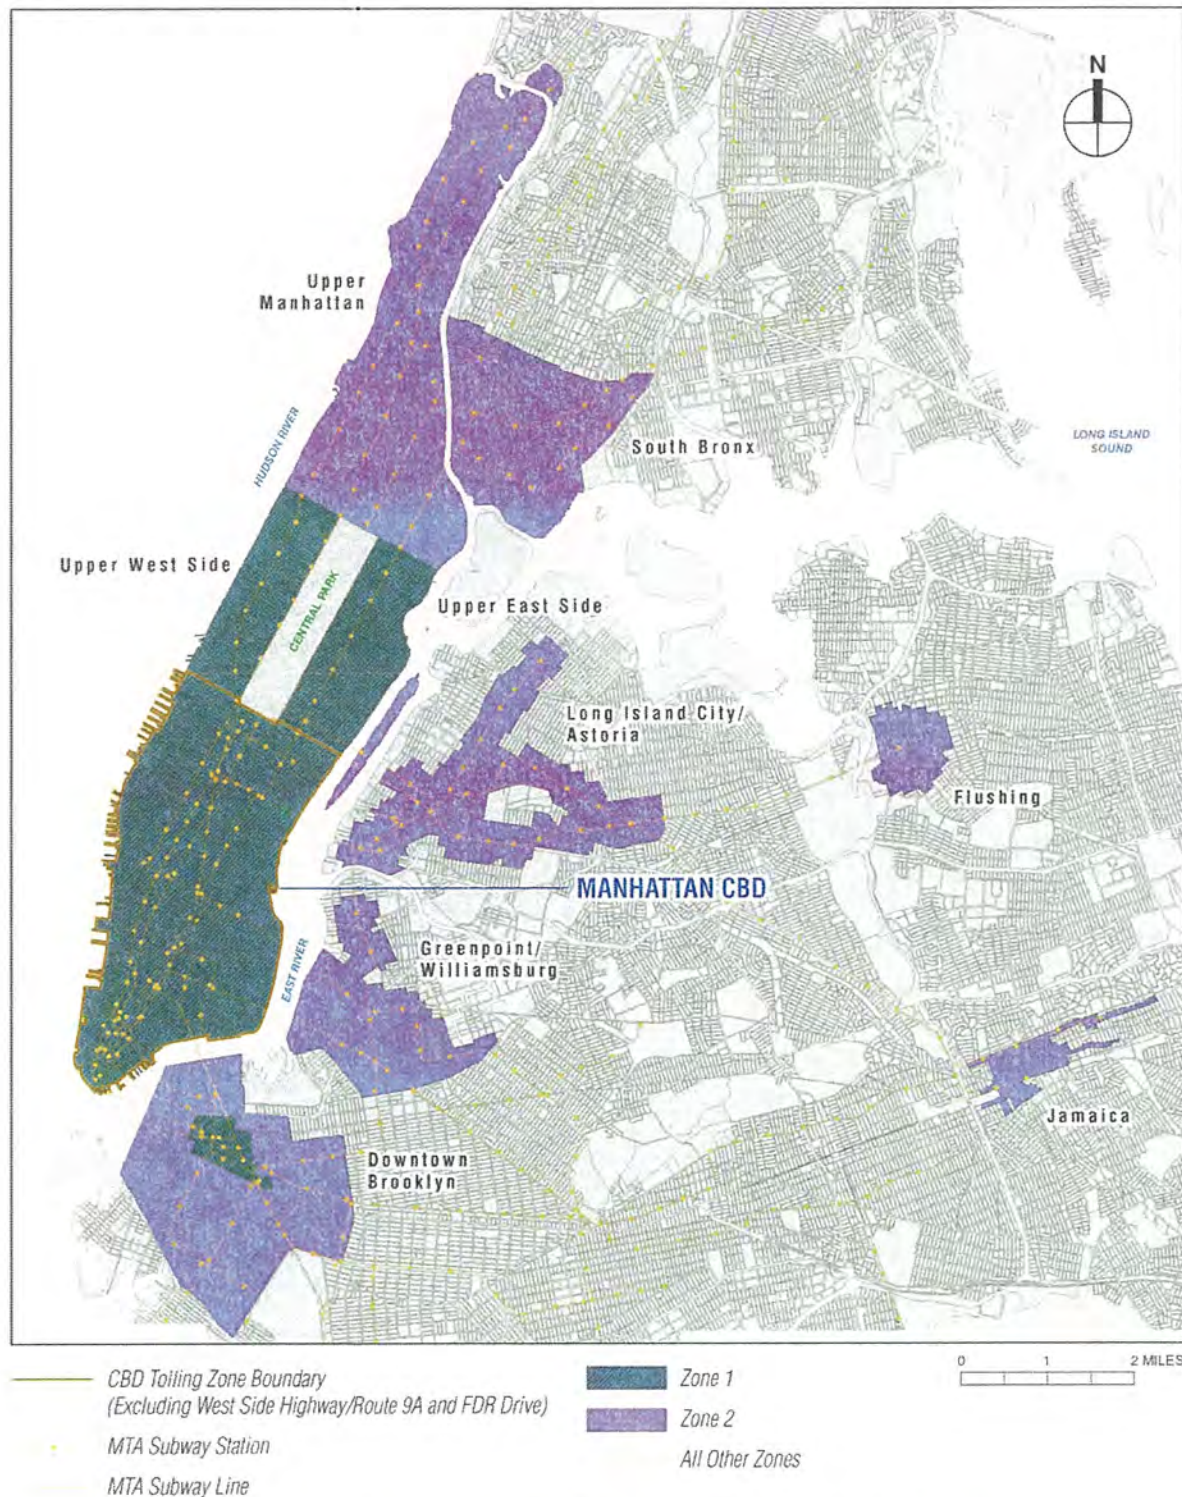 N
Upper
Manhattan
HUDSON RIVER
South Bronx
LONG ISLAND
SOUND
Upper West Side
CENTRAL PARK
Upper East Side
Long Island City/
Astoria
Flushing
MANHATTAN CBD
Greenpoint/
Williamsburg
EAST RIVER
Jamaica
Downtown
Brooklyn
CBD Tolling Zone Boundary
(Excluding West Side Highway/Route 9A and FDR Drive)
MTA Subway Station
MTA Subway Line
Zone 1
Zone 2
All Other Zones
0 1 2 MILES